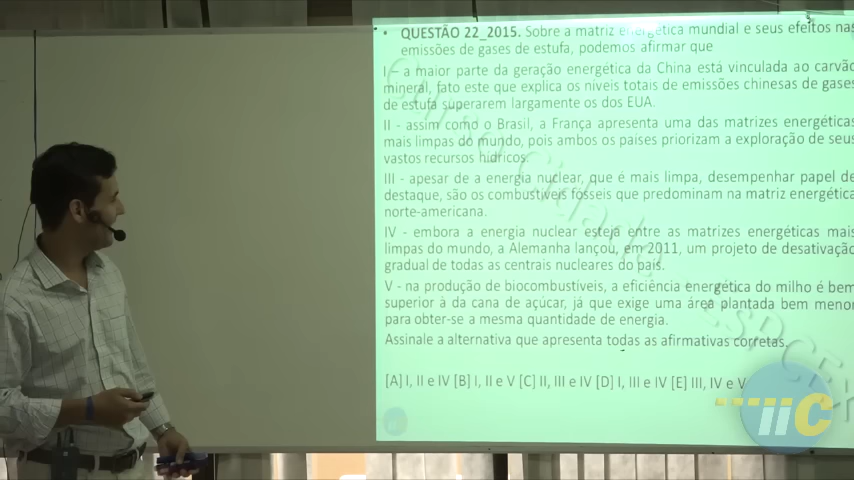 • QUESTÃO 22_2015. Sobre a matriz energética mundial e seus efeitos nas
emissões de gases de estufa, podemos afirmar que
I – a maior parte da geração energética da China está vinculada ao carvão
mineral, fato este que explica os níveis totais de emissões chinesas de gases
de estufa superarem largamente os dos EUA.
II - assim como o Brasil, a França apresenta uma das matrizes energéticas
mais limpas do mundo, pois ambos os países priorizam a exploração de seus
vastos recursos hídricos.
III - apesar de a energia nuclear, que é mais limpa, desempenhar papel de
destaque, são os combustíveis fósseis que predominam na matriz energética
norte-americana.
IV - embora a energia nuclear esteja entre as matrizes energéticas mais
limpas do mundo, a Alemanha lançou, em 2011, um projeto de desativação
gradual de todas as centrais nucleares do país.
V - na produção de biocombustíveis, a eficiência energética do milho é bem
superior à da cana de açúcar, já que exige uma área plantada bem menor
para obter-se a mesma quantidade de energia.
Assinale a alternativa que apresenta todas as afirmativas corretas.
[A] I, II e IV [B] I, II e V [C] II, III e IV [D] I, III e IV [E] III, IV e V
iiC